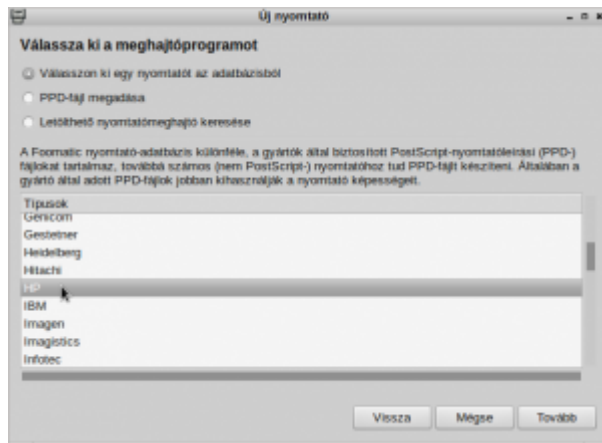 Új nyomtató
Válassza ki a meghajtóprogramot
Válasszon ki egy nyomtatót az adatbázisból
PPD-fájl megadása
Letölthető nyomtatómeghajtó keresése
A Foomatic nyomtató-adatbázis különféle, a gyártók által biztosított PostScript-nyomtatóleírási (PPD-)
fájlokat tartalmaz, továbbá számos (nem PostScript-) nyomtatóhoz tud PPD-fájlt készíteni. Általában a
gyártó által adott PPD-fájlok jobban kihasználják a nyomtató képességeit.
Típusok
Genicom
Gestetner
Heidelberg
Hitachi
HP
IBM
Imagen
Imagistics
Infotec
Vissza Mégse Tovább